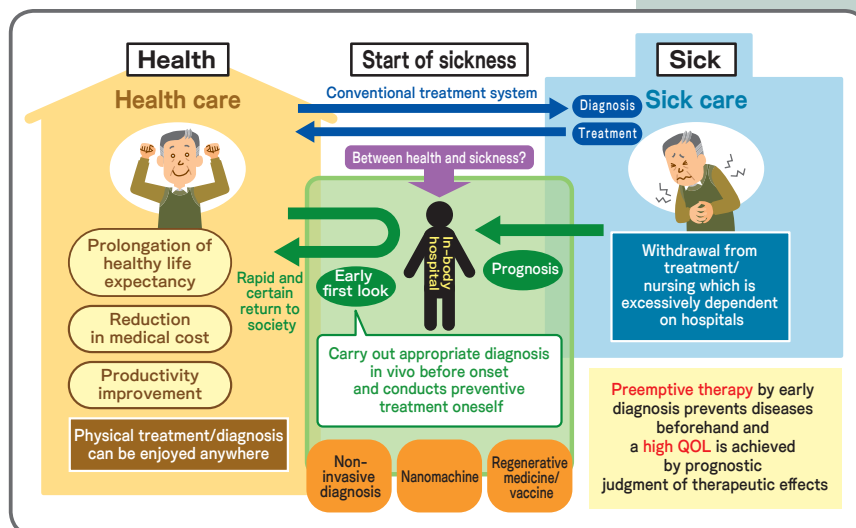 Health
Start of sickness
Sick
Health care
Conventional treatment system
Diagnosis
Sick care
Treatment
Between health and sickness?
In-body
hospital
Prolongation of
healthy life
expectancy
Reduction
in medical cost
Productivity
improvement
Physical treatment/diagnosis
can be enjoyed anywhere
Rapid and
certain
return to
society
Early
first look
Prognosis
Carry out appropriate diagnosis
in vivo before onset
and conducts preventive
treatment oneself
Non-
invasive
diagnosis
Nanomachine
Regenerative
medicine/
vaccine
Withdrawal from
treatment/
nursing which is
excessively dependent
on hospitals
Preemptive therapy by early
diagnosis prevents diseases
beforehand and
a high QOL is achieved
by prognostic
judgment of therapeutic effects